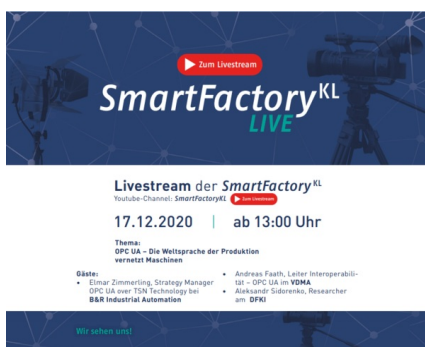 Zum Livestream
SmartFactory KL
LIVE
Livestream der SmartFactory KL
Youtube-Channel: SmartFactoryKL Zum Livestream
17.12.2020 | ab 13:00 Uhr
Thema:
OPC UA – Die Weltsprache der Produktion
vernetzt Maschinen
Gäste:
• Elmar Zimmerling, Strategy Manager
OPC UA over TSN Technology bei
B&R Industrial Automation
• Andreas Faath, Leiter Interoperabili-
tät – OPC UA im VDMA
• Aleksandr Sidorenko, Researcher
am DFKI
Wir sehen uns!